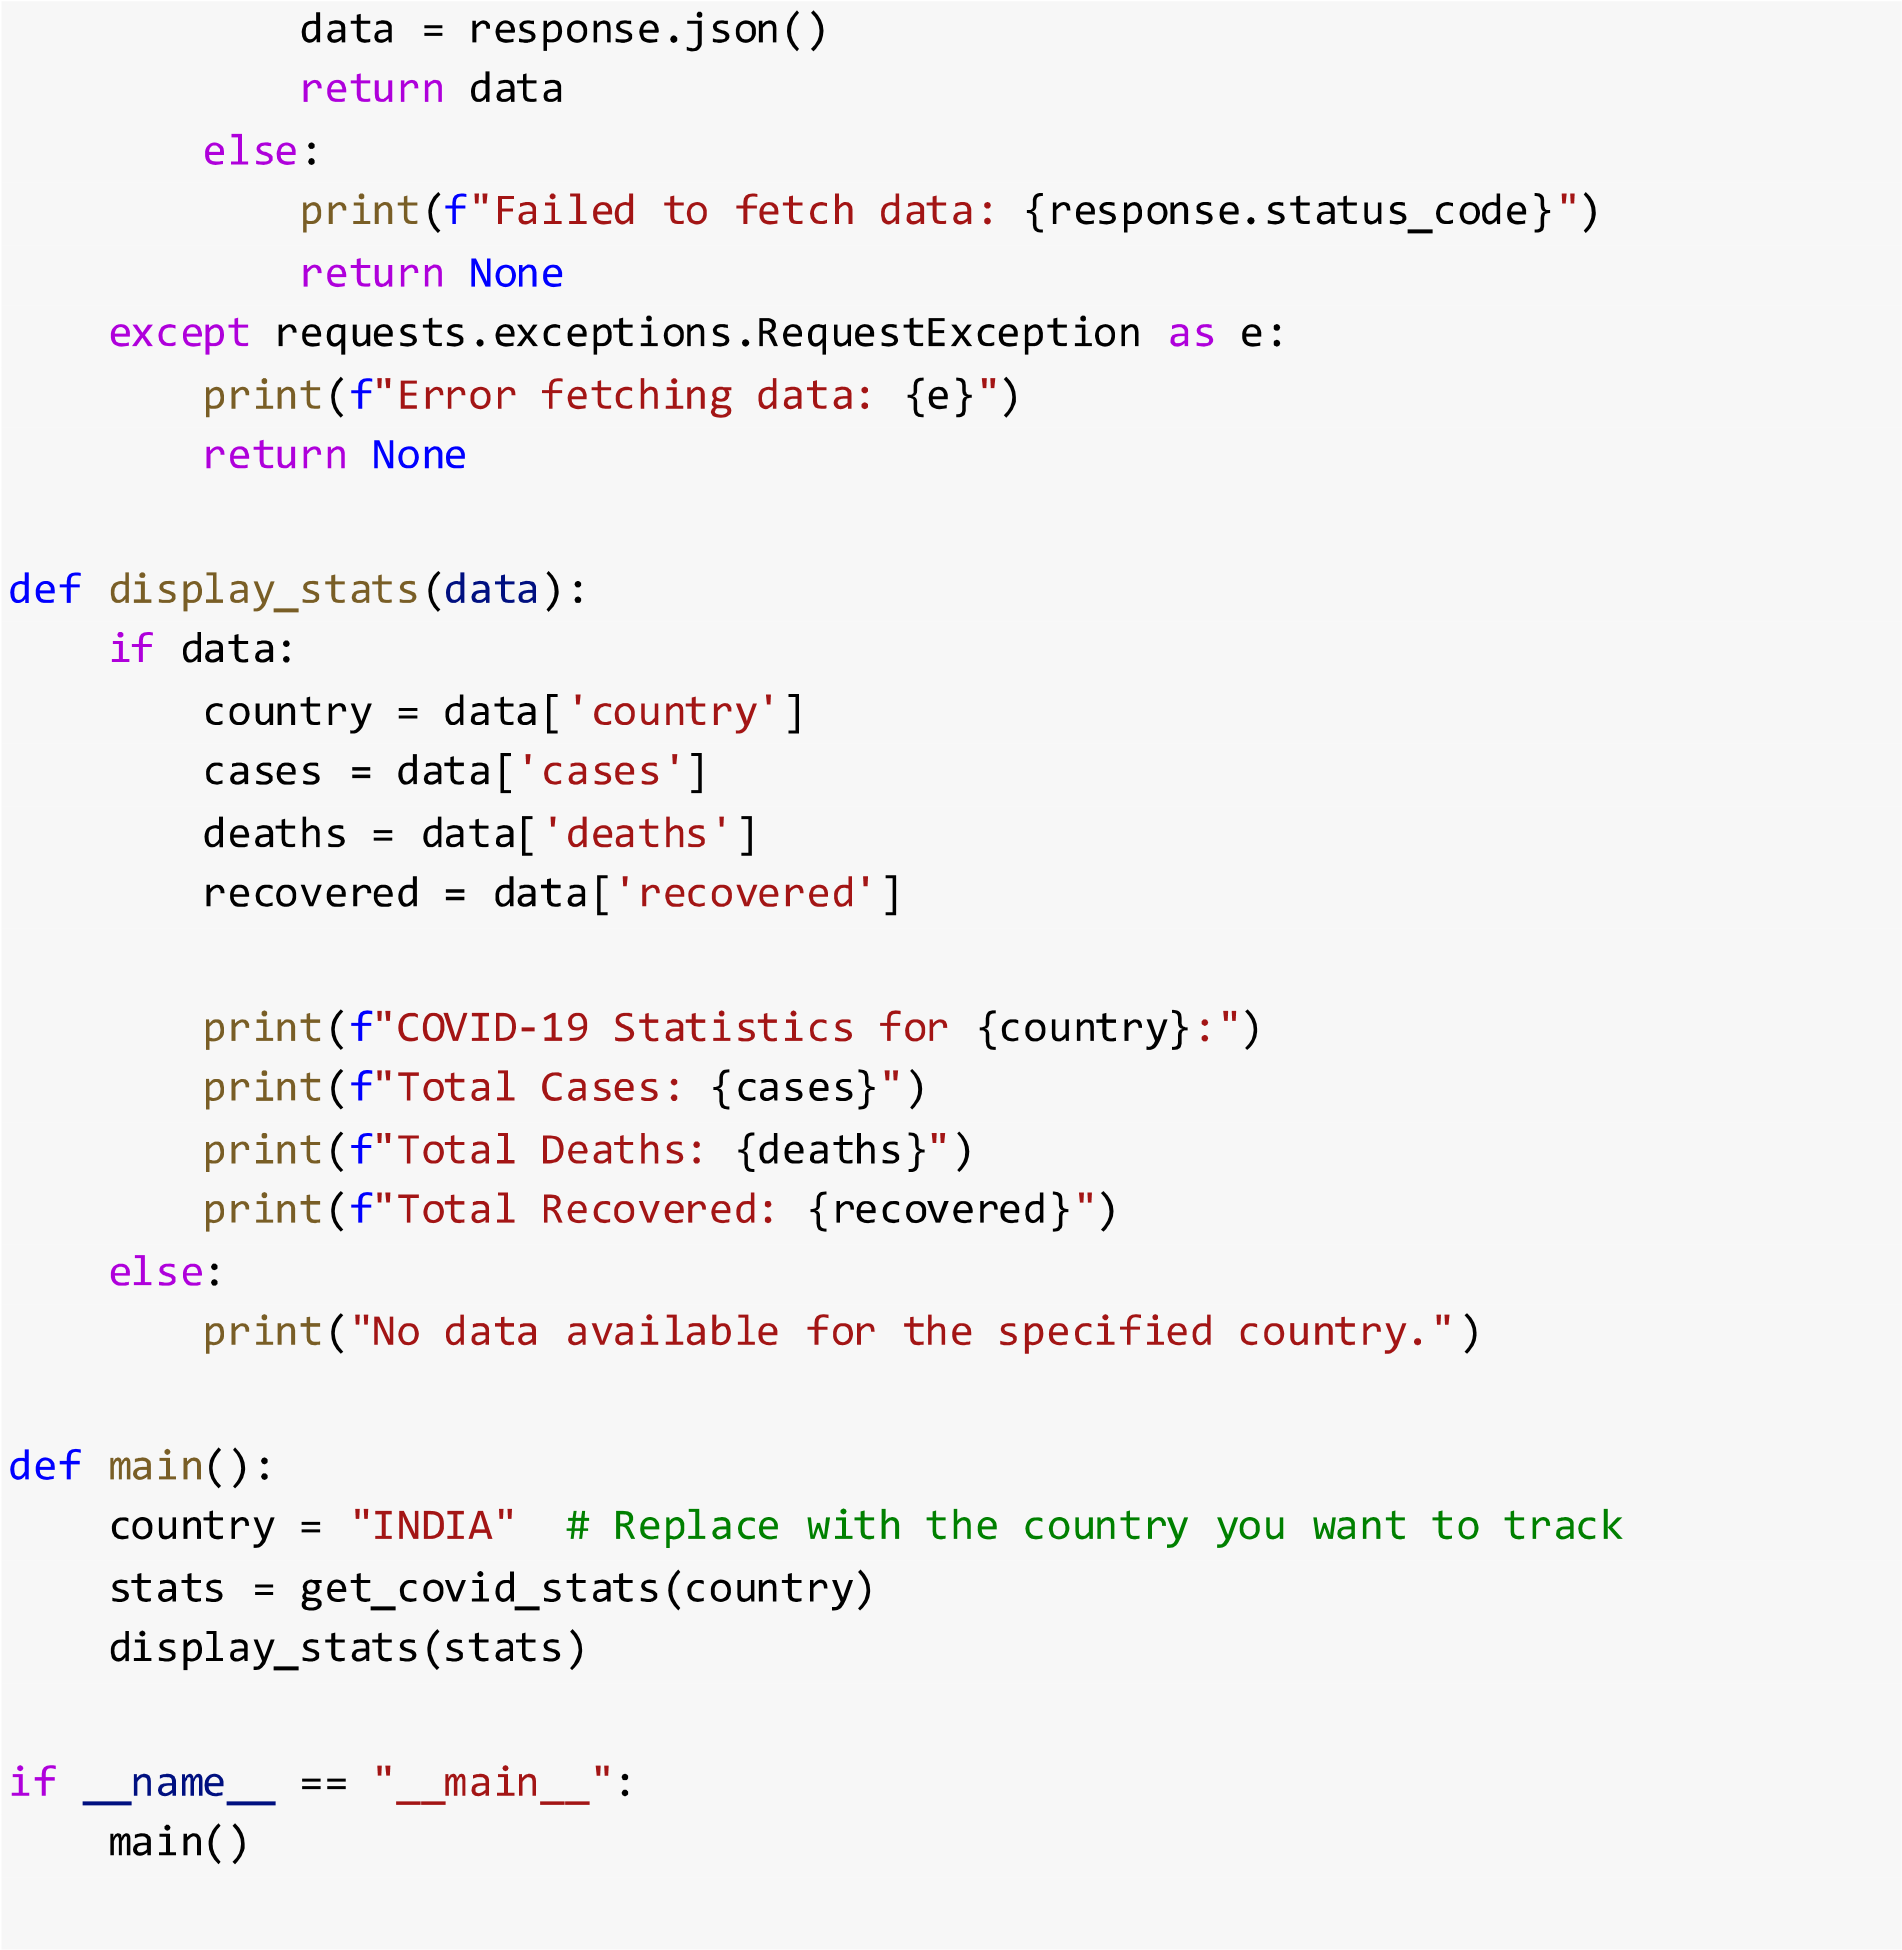 data = response.json()
            return data
        else:
            print(f"Failed to fetch data: {response.status_code}")
            return None
    except requests.exceptions.RequestException as e:
        print(f"Error fetching data: {e}")
        return None

def display_stats(data):
    if data:
        country = data['country']
        cases = data['cases']
        deaths = data['deaths']
        recovered = data['recovered']

        print(f"COVID-19 Statistics for {country}:")
        print(f"Total Cases: {cases}")
        print(f"Total Deaths: {deaths}")
        print(f"Total Recovered: {recovered}")
    else:
        print("No data available for the specified country.")

def main():
    country = "INDIA"  # Replace with the country you want to track
    stats = get_covid_stats(country)
    display_stats(stats)

if __name__ == "__main__":
    main()